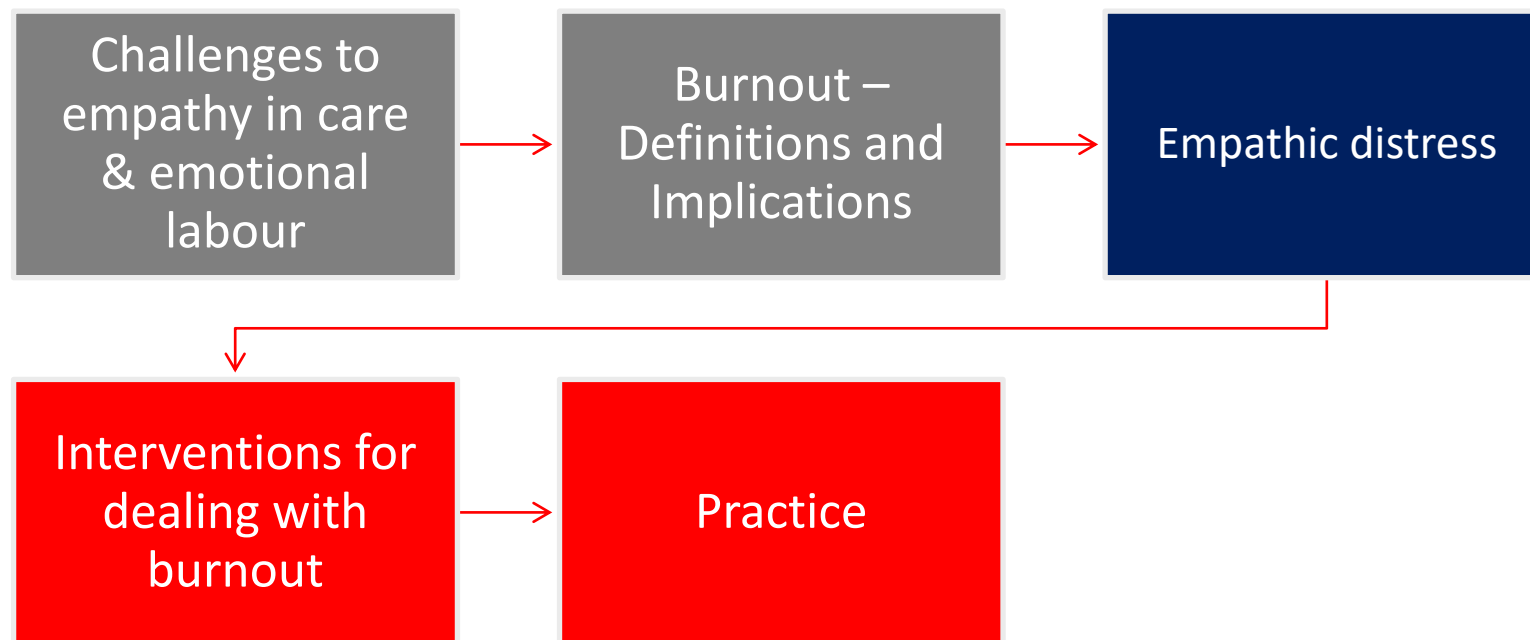 Challenges to
empathy in care
& emotional
labour
Burnout –
Definitions and
Implications
Empathic distress
Interventions for
dealing with
burnout
Practice